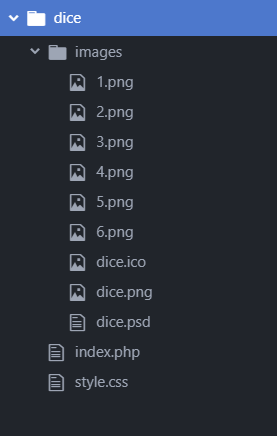 dice
images
1.png
2.png
3.png
4.png
5.png
6.png
dice.ico
dice.png
dice.psd
index.php
style.css